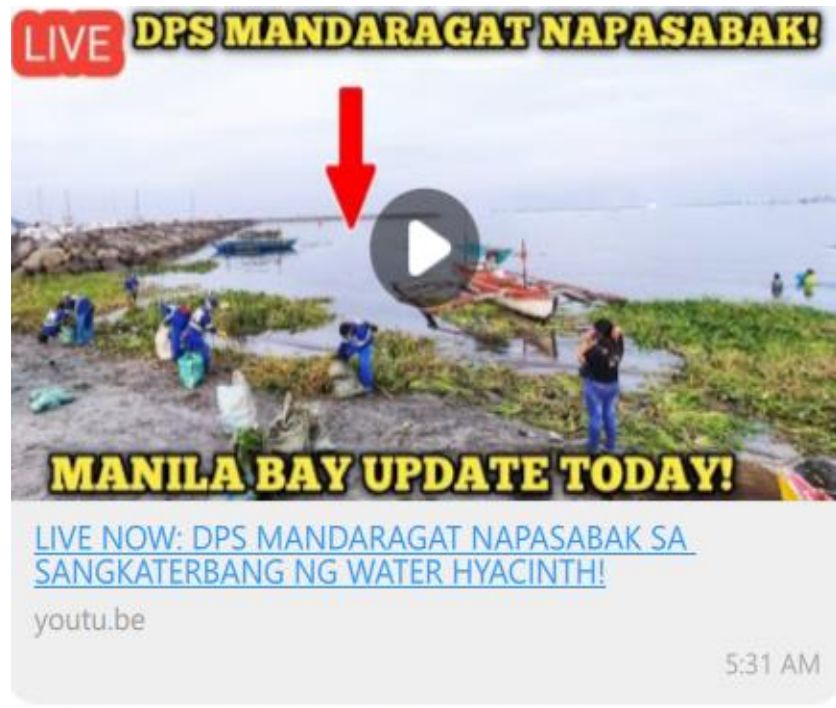 LIVE DPS MANDARAGAT NAPASABAK!
MANILA BAY UPDATE TODAY!
LIVE NOW: DPS MANDARAGAT NAPASABAK SA
SANGKATERBANG NG WATER HYACINTH!
youtu.be
5:31 AM